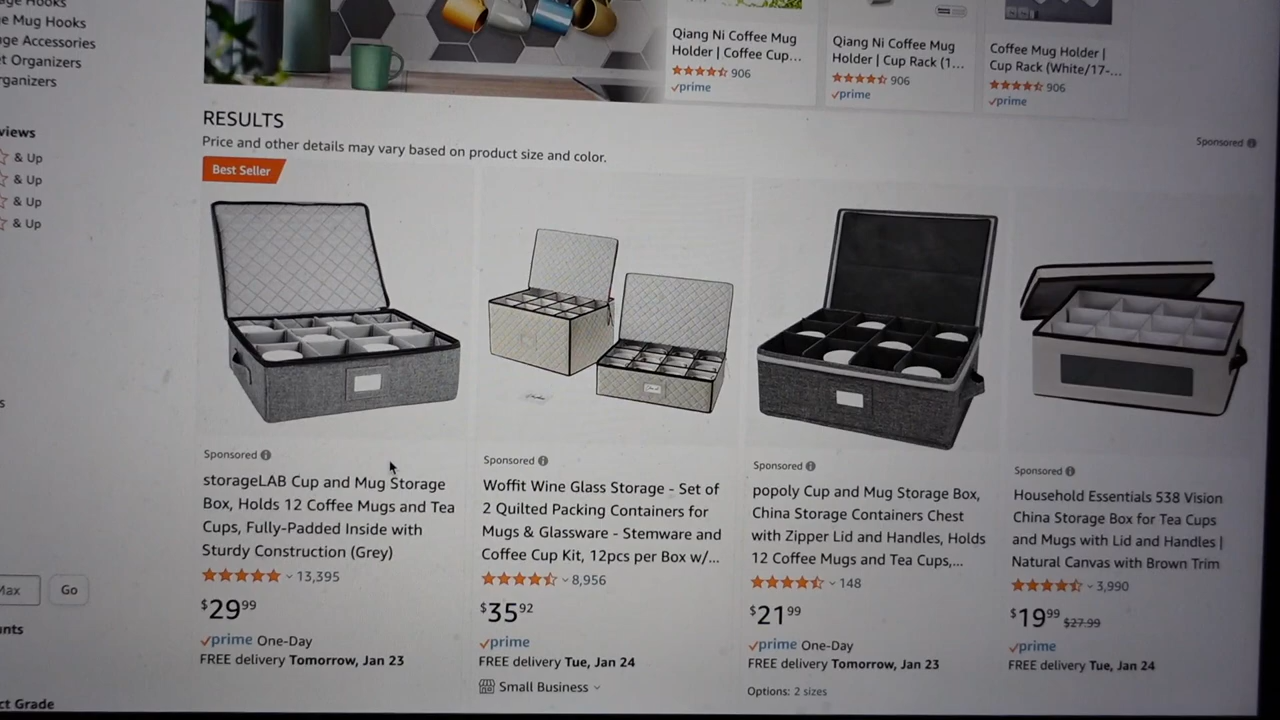 e Mug Hooks
ge Accessories
t Organizers
rganizers
Qiang Ni Coffee Mug
Holder | Coffee Cup...
906
prime
Qiang Ni Coffee Mug
Holder | Cup Rack (1...
906
prime
Coffee Mug Holder |
Cup Rack (White/17-...
906
prime
RESULTS
Price and other details may vary based on product size and color.
Sponsored
views
& Up
& Up
& Up
& Up
Best Seller
Sponsored
storageLAB Cup and Mug Storage
Box, Holds 12 Coffee Mugs and Tea
Cups, Fully-Padded Inside with
Sturdy Construction (Grey)
13,395
$29.99
prime One-Day
FREE delivery Tomorrow, Jan 23
Sponsored
Woffit Wine Glass Storage - Set of
2 Quilted Packing Containers for
Mugs & Glassware - Stemware and
Coffee Cup Kit, 12pcs per Box w/...
8,956
$35.92
prime
FREE delivery Tue, Jan 24
Small Business
Sponsored
popoly Cup and Mug Storage Box,
China Storage Containers Chest
with Zipper Lid and Handles, Holds
12 Coffee Mugs and Tea Cups,...
148
$21.99
prime One-Day
FREE delivery Tomorrow, Jan 23
Options: 2 sizes
Sponsored
Household Essentials 538 Vision
China Storage Box for Tea Cups
and Mugs with Lid and Handles |
Natural Canvas with Brown Trim
3,990
$19.99 $27.99
prime
FREE delivery Tue, Jan 24
s
Max
Go
nts
ct Grade